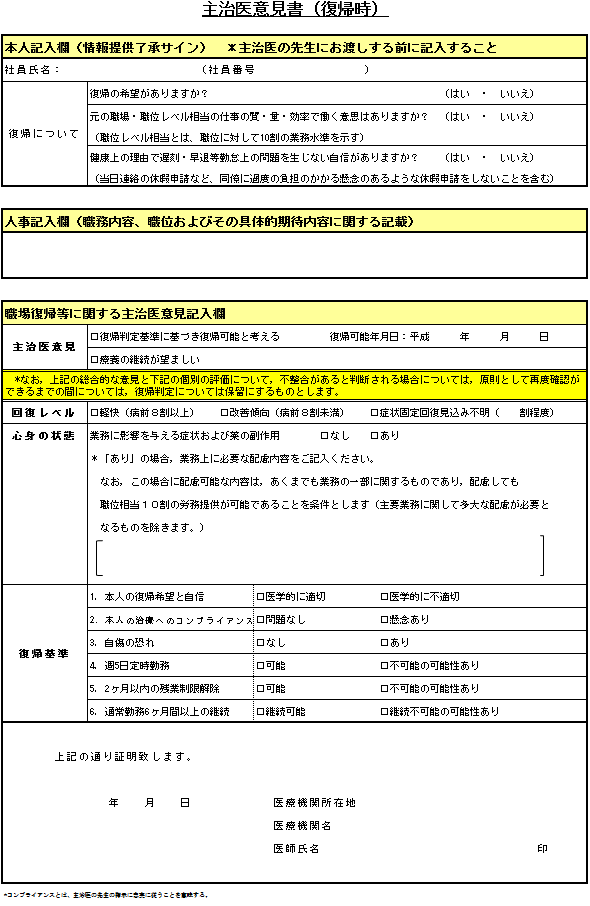 主治医意見書（復帰時）
本人記入欄（情報提供了承サイン）　＊主治医の先生にお渡しする前に記入すること
社員氏名：　（社員番号　）
復帰について
復帰の希望がありますか？　（はい　・　いいえ）
元の職場・職位レベル相当の仕事の質・量・効率で働く意思はありますか？　（はい　・　いいえ）
（職位レベル相当とは、職位に対して10割の業務水準を示す）
健康上の理由で遅刻・早退等勤怠上の問題を生じない自信がありますか？　（はい　・　いいえ）
（当日連絡の休暇申請など、同僚に過度の負担のかかる懸念のあるような休暇申請をしないことを含む）
人事記入欄（職務内容、職位およびその具体的期待内容に関する記載）
職場復帰等に関する主治医意見記入欄
主治医意見
□復帰判定基準に基づき復帰可能と考える　復帰可能年月日：平成　年　月　日
□療養の継続が望ましい
＊なお，上記の総合的な意見と下記の個別の評価について，不整合があると判断される場合については，原則として再度確認が
できるまでの間については，復帰判定については保留にするものとします。
回復レベル　□軽快（病前８割以上）　□改善傾向（病前８割未満）　□症状固定回復見込み不明（　割程度）
心身の状態　業務に影響を与える症状および薬の副作用　□なし　□あり
＊「あり」の場合，業務上に必要な配慮内容をご記入ください。
なお，この場合に配慮可能な内容は，あくまでも業務の一部に関するものであり，配慮しても
職位相当１０割の労務提供が可能であることを条件とします（主要業務に関して多大な配慮が必要と
なるものを除きます。）
復帰基準
1. 本人の復帰希望と自信　□医学的に適切　□医学的に不適切
2. 本人の治療へのコンプライアンス　□問題なし　□懸念あり
3. 自傷の恐れ　□なし　□あり
4. 週5日定時勤務　□可能　□不可能の可能性あり
5. 2ヶ月以内の残業制限解除　□可能　□不可能の可能性あり
6. 通常勤務6ヶ月間以上の継続　□継続可能　□継続不可能の可能性あり
上記の通り証明致します。
年　月　日　医療機関所在地
医療機関名
医師氏名　印
*コンプライアンスとは、主治医の先生の指示に忠実に従うことを意味する。